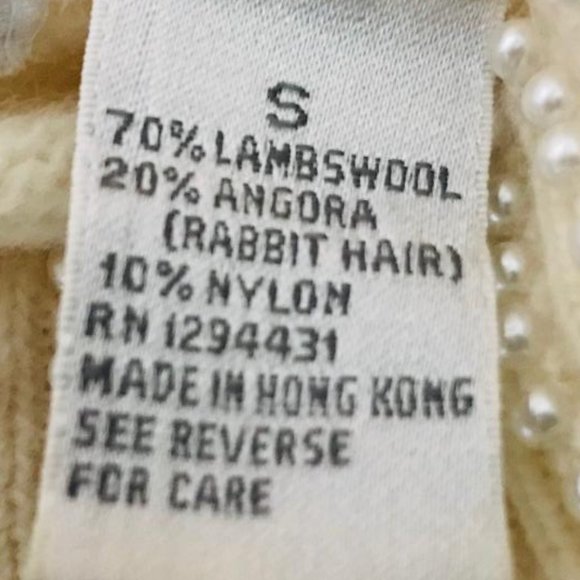 S
70% LAMBSWOOL
20% ANGORA
(RABBIT HAIR)
10% NYLON
RN 1294431
MADE IN HONG KONG
SEE REVERSE
FOR CARE